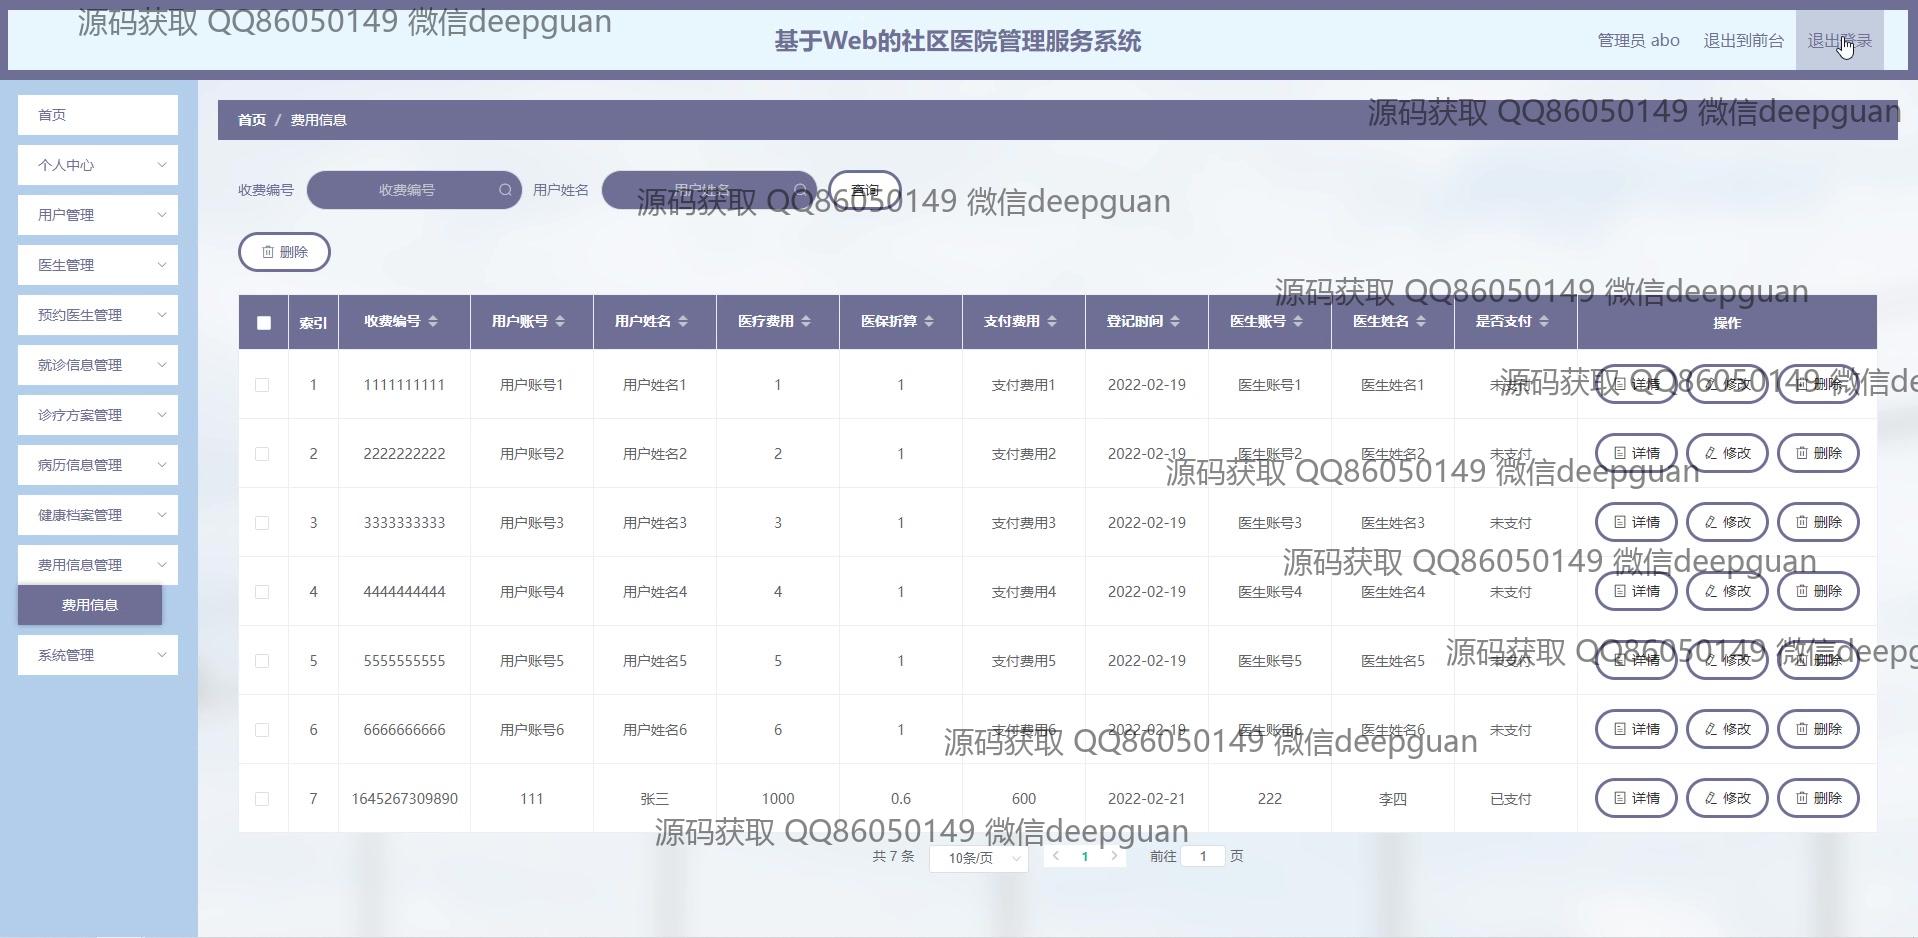 源码获取 QQ86050149 微信deepguan
基于Web的社区医院管理服务系统
管理员 abo 退出到前台 退出登录
首页
个人中心
用户管理
医生管理
预约医生管理
就诊信息管理
诊疗方案管理
病历信息管理
健康档案管理
费用信息管理
费用信息
系统管理
首页 / 费用信息
源码获取 QQ86050149 微信deepguan
收费编号 收费编号 用户姓名 用户姓名 查询
源码获取 QQ86050149 微信deepguan
删除
源码获取 QQ86050149 微信deepguan
索引 收费编号 用户账号 用户姓名 医疗费用 医保折算 支付费用 登记时间 医生账号 医生姓名 是否支付 操作
1 1111111111 用户账号1 用户姓名1 1 1 支付费用1 2022-02-19 医生账号1 医生姓名1 未支付 详情 修改 删除
源码获取 QQ86050149 微信de
2 2222222222 用户账号2 用户姓名2 2 1 支付费用2 2022-02-19 医生账号2 医生姓名2 未支付 详情 修改 删除
源码获取 QQ86050149 微信deepguan
3 3333333333 用户账号3 用户姓名3 3 1 支付费用3 2022-02-19 医生账号3 医生姓名3 未支付 详情 修改 删除
源码获取 QQ86050149 微信deepguan
4 4444444444 用户账号4 用户姓名4 4 1 支付费用4 2022-02-19 医生账号4 医生姓名4 未支付 详情 修改 删除
5 5555555555 用户账号5 用户姓名5 5 1 支付费用5 2022-02-19 医生账号5 医生姓名5 未支付 详情 修改 删除
源码获取 QQ86050149 微信deepg
6 6666666666 用户账号6 用户姓名6 6 1 支付费用6 2022-02-19 医生账号6 医生姓名6 未支付 详情 修改 删除
源码获取 QQ86050149 微信deepguan
7 1645267309890 111 张三 1000 0.6 600 2022-02-21 222 李四 已支付 详情 修改 删除
源码获取 QQ86050149 微信deepguan
共 7 条 10条/页 1 前往 1 页